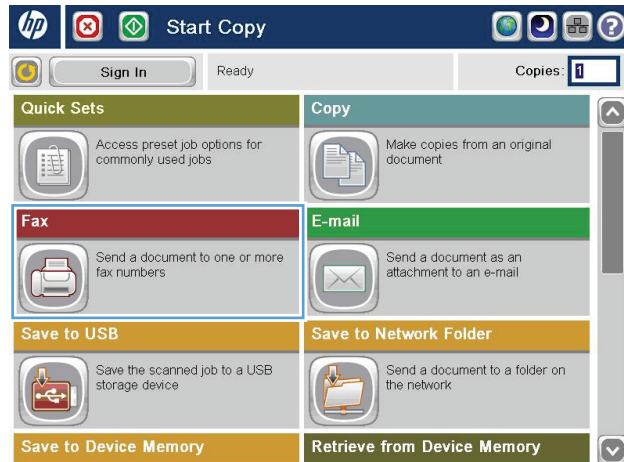 hp
Start Copy
?
Sign In
Ready
Copies: 1
Quick Sets
Copy
Access preset job options for
commonly used jobs
Make copies from an original
document
Fax
E-mail
Send a document to one or more
fax numbers
Send a document as an
attachment to an e-mail
Save to USB
Save to Network Folder
Save the scanned job to a USB
storage device
Send a document to a folder on
the network
Save to Device Memory
Retrieve from Device Memory